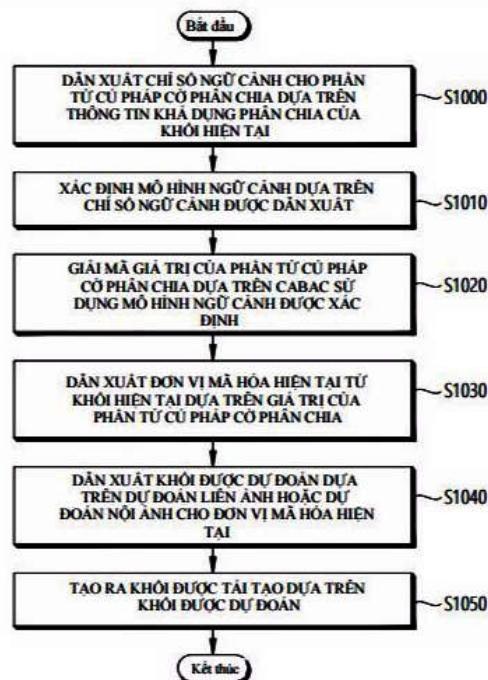 Bắt đầu
DẪN XUẤT CHỈ SỐ NGỮ CẢNH CHO PHẦN
TỬ CÚ PHÁP CỜ PHÂN CHIA DỰA TRÊN
THÔNG TIN KHẢ DỤNG PHÂN CHIA CỦA
KHỐI HIỆN TẠI
S1000
XÁC ĐỊNH MÔ HÌNH NGỮ CẢNH DỰA TRÊN
CHỈ SỐ NGỮ CẢNH ĐƯỢC DẪN XUẤT
S1010
GIẢI MÃ GIÁ TRỊ CỦA PHẦN TỬ CÚ PHÁP
CỜ PHÂN CHIA DỰA TRÊN CABAC SỬ
DỤNG MÔ HÌNH NGỮ CẢNH ĐƯỢC XÁC
ĐỊNH
S1020
DẪN XUẤT ĐƠN VỊ MÃ HÓA HIỆN TẠI TỪ
KHỐI HIỆN TẠI DỰA TRÊN GIÁ TRỊ CỦA
PHẦN TỬ CÚ PHÁP CỜ PHÂN CHIA
S1030
DẪN XUẤT KHỐI ĐƯỢC DỰ ĐOÁN DỰA
TRÊN DỰ ĐOÁN LIÊN ẢNH HOẶC DỰ
ĐOÁN NỘI ẢNH CHO ĐƠN VỊ MÃ HÓA HIỆN
TẠI
S1040
TẠO RA KHỐI ĐƯỢC TÁI TẠO DỰA TRÊN
KHỐI ĐƯỢC DỰ ĐOÁN
S1050
Kết thúc